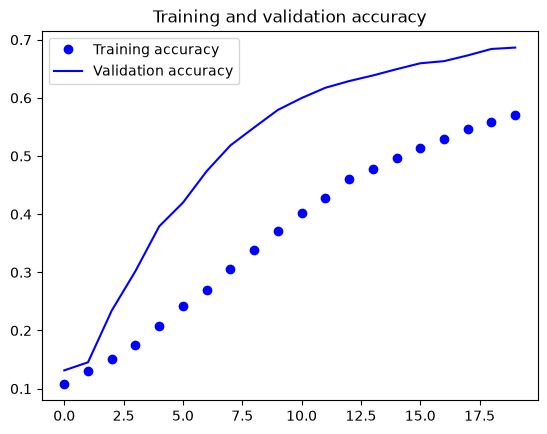 Training and validation accuracy
Training accuracy
Validation accuracy
0.7
0.6
0.5
0.4
0.3
0.2
0.1
0.0 2.5 5.0 7.5 10.0 12.5 15.0 17.5